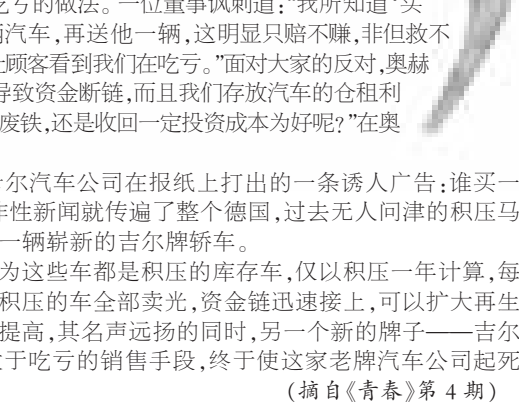 吃亏的做法。一位董事讽刺道:“我所知道‘买
辆汽车,再送他一辆,这明显只赔不赚,非但救不
让顾客看到我们在吃亏。”面对大家的反对,奥赫
导致资金断链,而且我们存放汽车的仓租利
废铁,还是收回一定投资成本为好呢?”在奥
尔汽车公司在报纸上打出的一条诱人广告:谁买一
作性新闻就传遍了整个德国,过去无人问津的积压马
一辆崭新的吉尔牌轿车。
为这些车都是积压的库存车,仅以积压一年计算,每
积压的车全部卖光,资金链迅速接上,可以扩大再生
提高,其名声远扬的同时,另一个新的牌子——吉尔
于吃亏的销售手段,终于使这家老牌汽车公司起死
(摘自《青春》第 4 期)